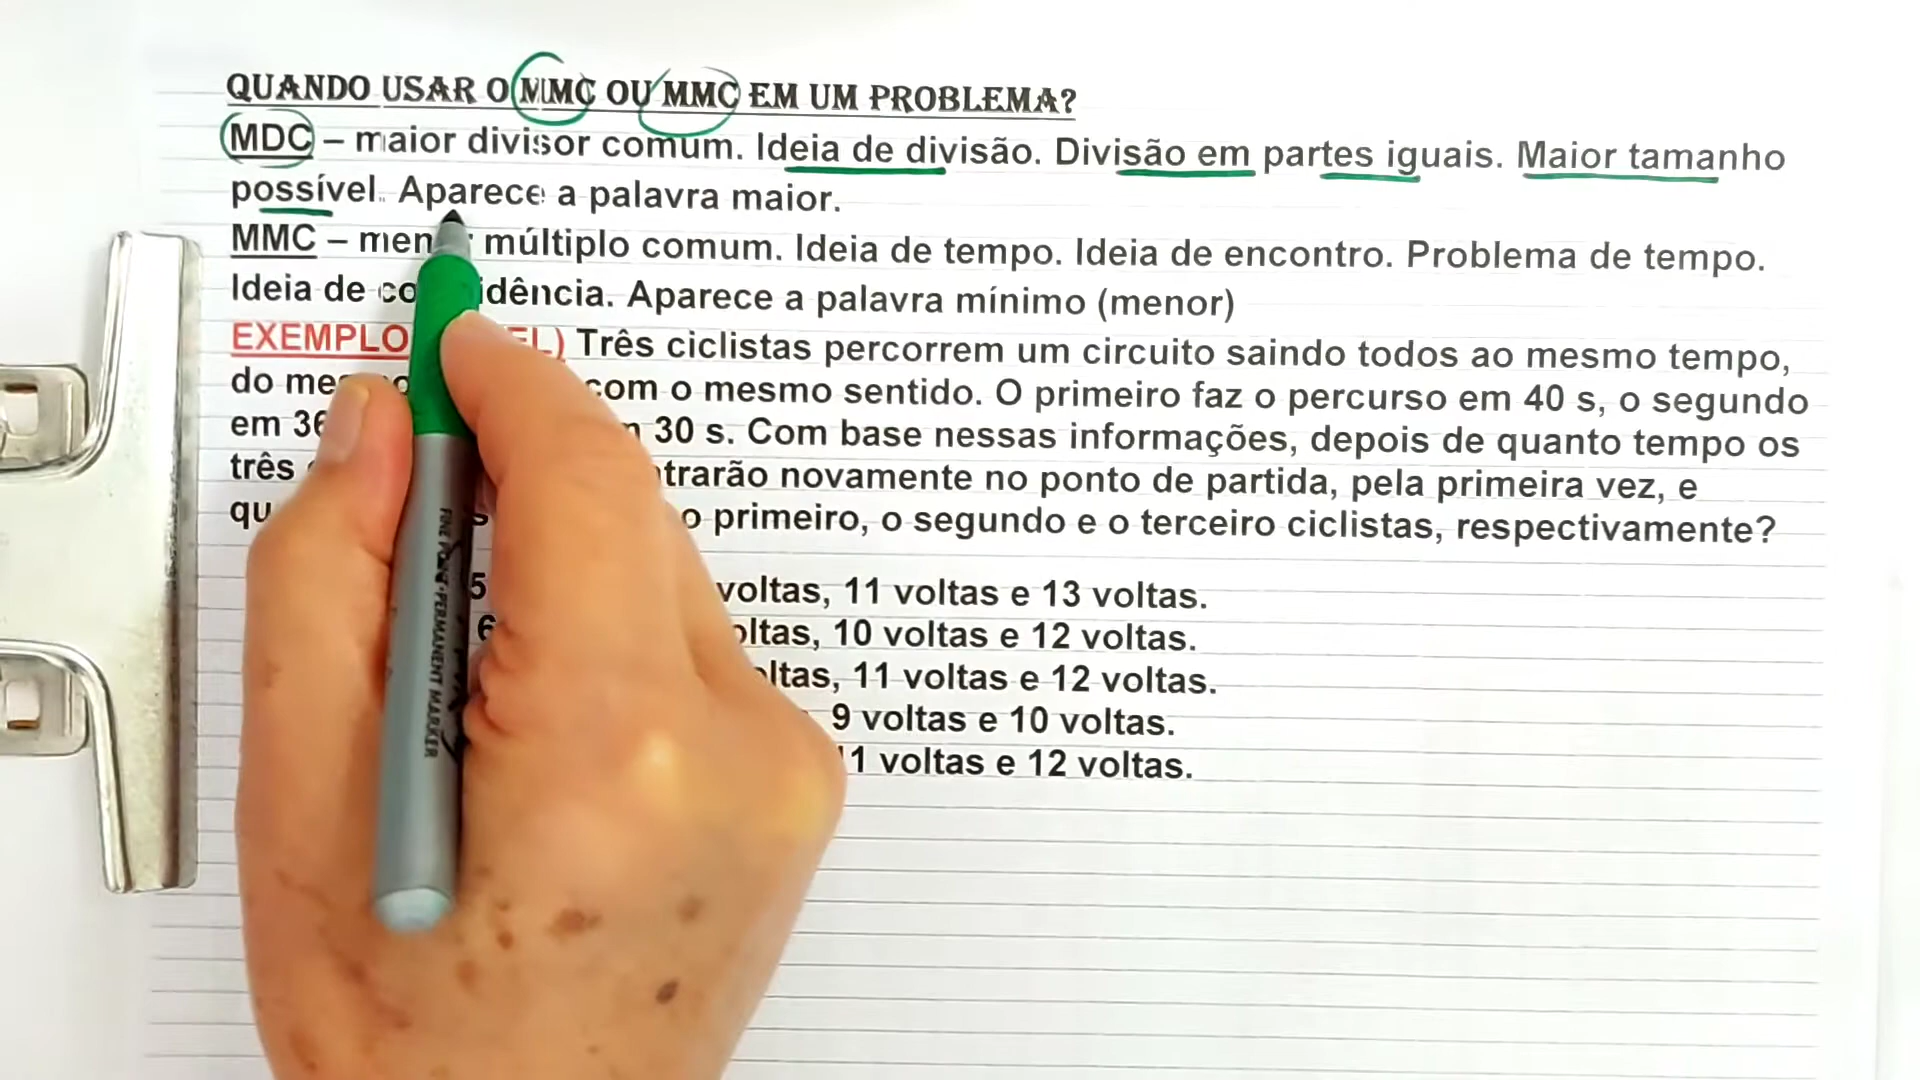 QUANDO USAR O MMC OU MMC EM UM PROBLEMA?
MDC – maior divisor comum. Ideia de divisão. Divisão em partes iguais. Maior tamanho
possível. Aparece a palavra maior.
MMC – múltiplo comum. Ideia de tempo. Ideia de encontro. Problema de tempo.
Ideia de Aparece a palavra mínimo (menor)
EXEMPLO Três ciclistas percorrem um circuito saindo todos ao mesmo tempo,
do com o mesmo sentido. O primeiro faz o percurso em 40 s, o segundo
em 36 30 s. Com base nessas informações, depois de quanto tempo os
três novamente no ponto de partida, pela primeira vez, e
o primeiro, o segundo e o terceiro ciclistas, respectivamente?
5 voltas, 11 voltas e 13 voltas.
6 voltas, 10 voltas e 12 voltas.
voltas, 11 voltas e 12 voltas.
9 voltas e 10 voltas.
11 voltas e 12 voltas.
FINE POINT PERMANENT MARKER